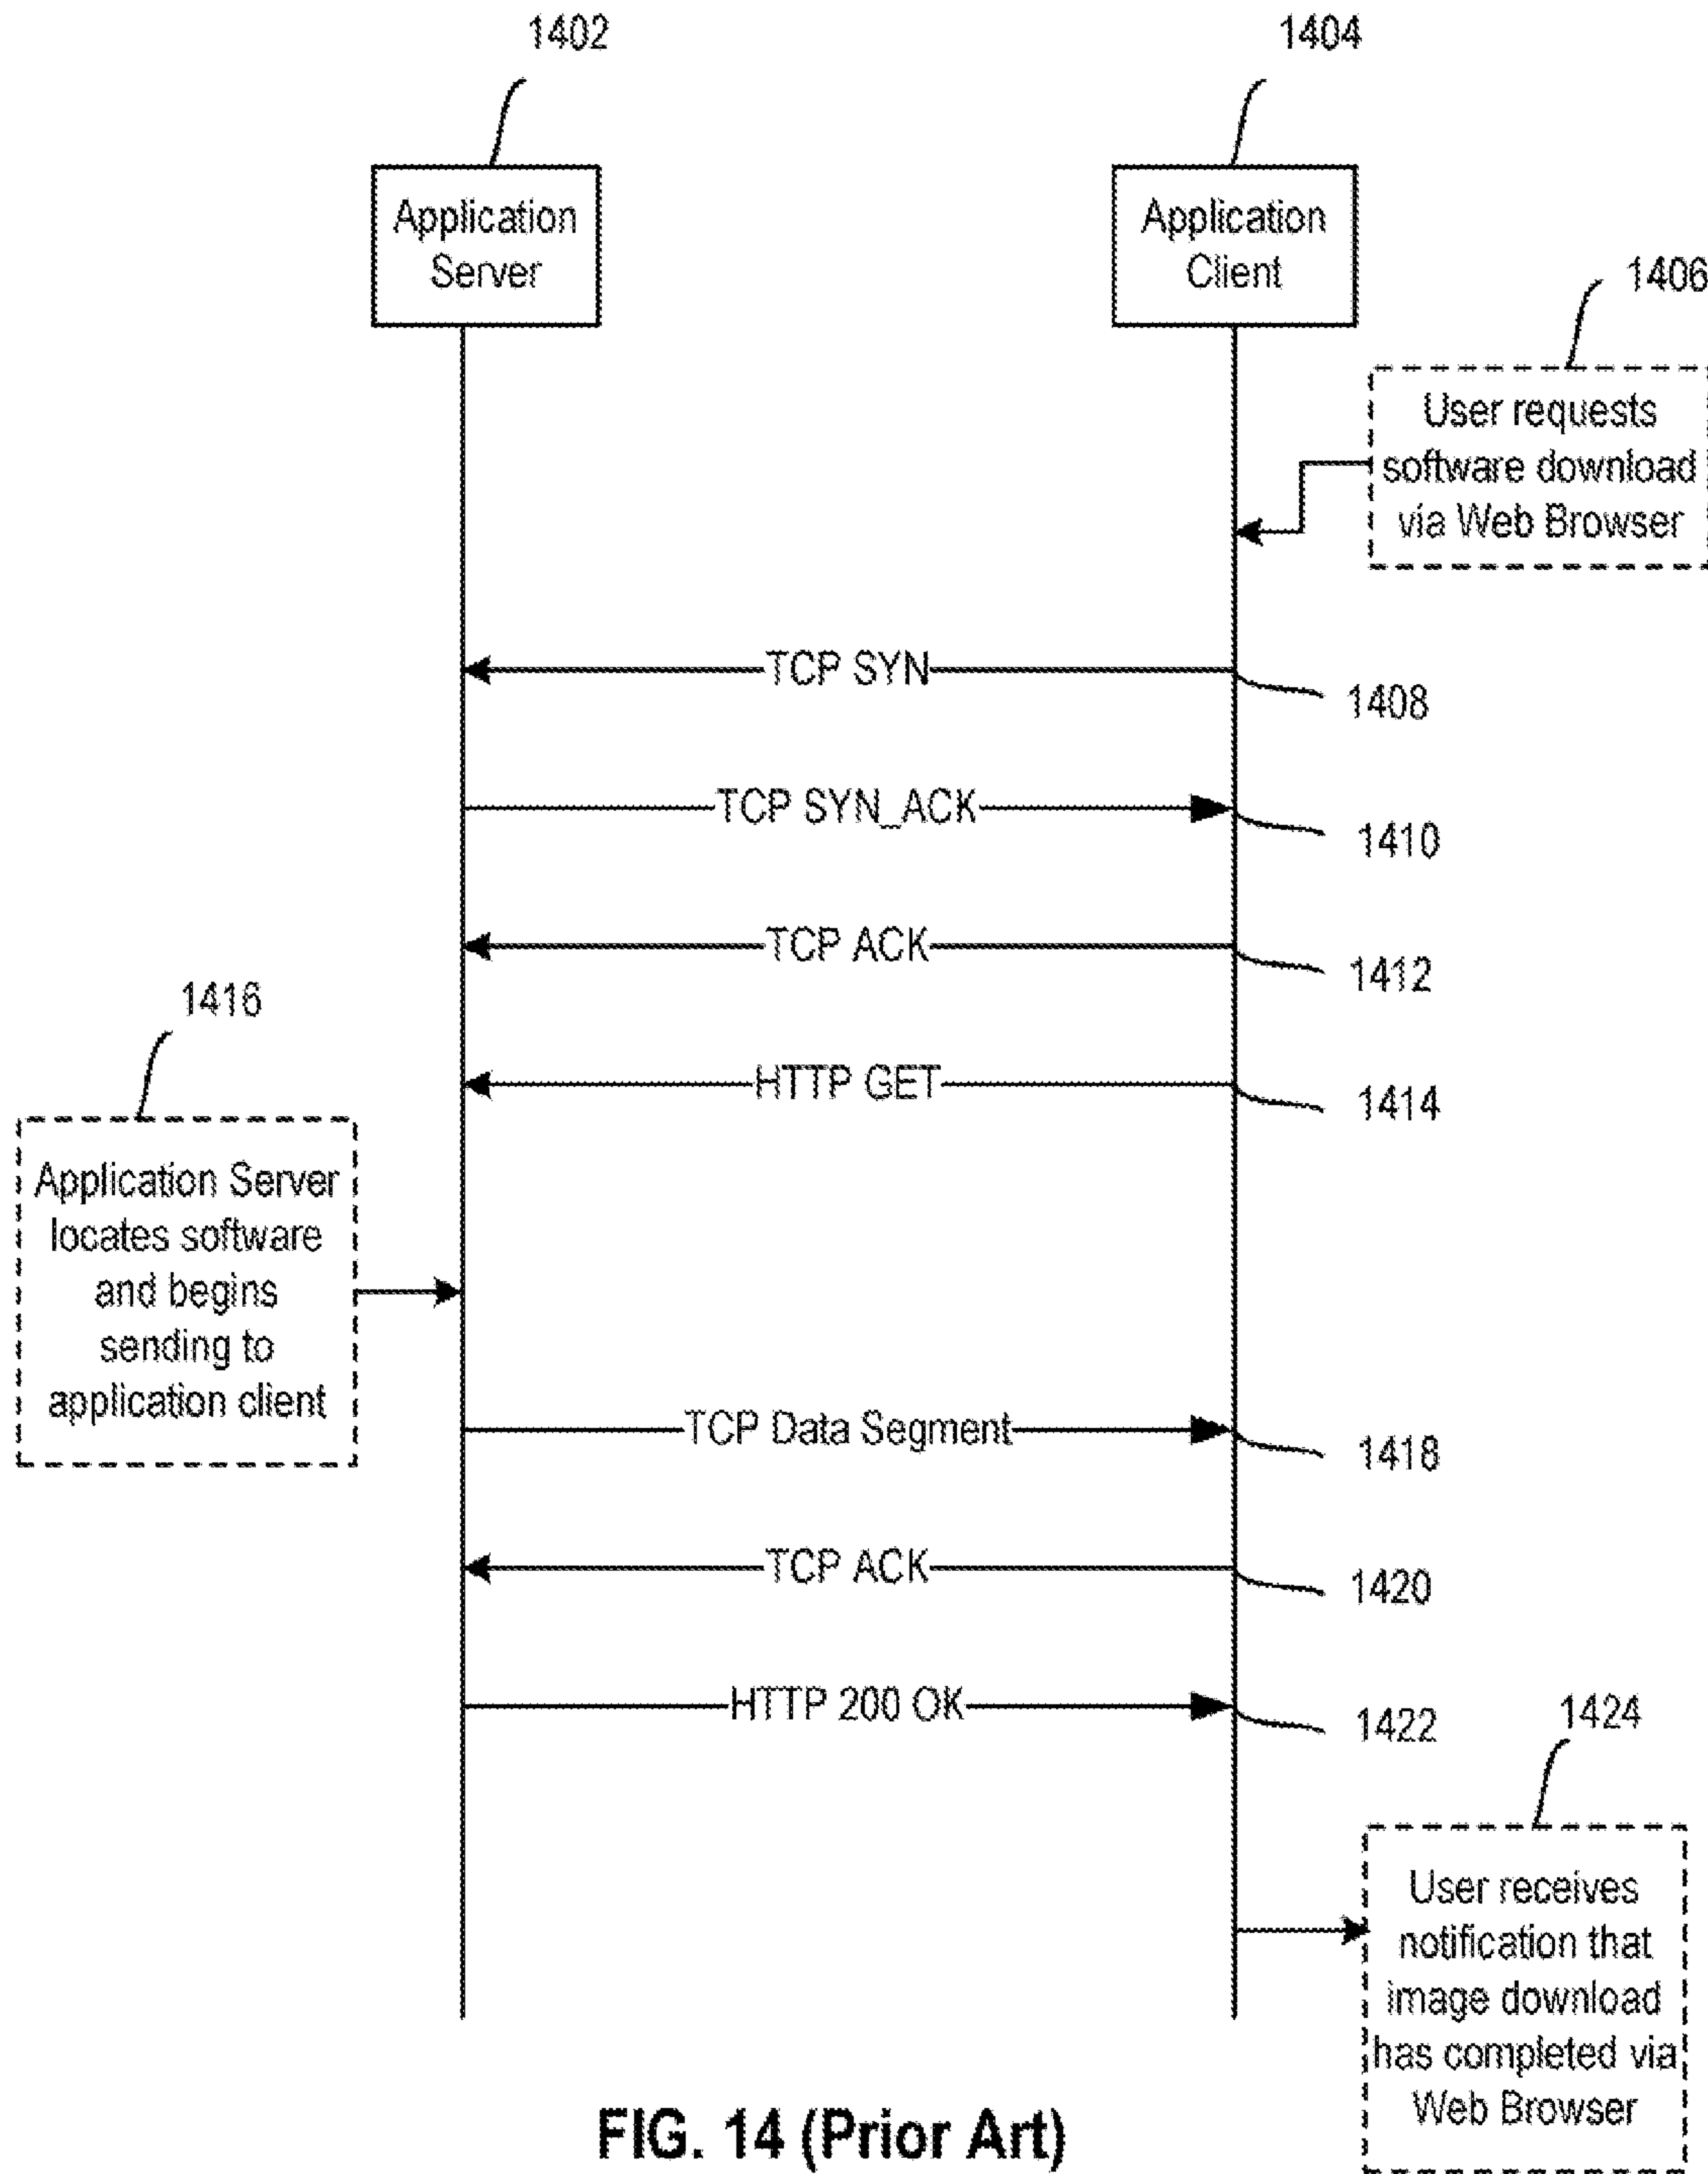 1402
1404
Application
Server
Application
Client
1406
User requests
software download
via Web Browser
TCP SYN
1408
TCP SYN_ACK
1410
TCP ACK
1412
1416
HTTP GET
1414
Application Server
locates software
and begins
sending to
application client
TCP Data Segment
1418
TCP ACK
1420
HTTP 200 OK
1422
1424
User receives
notification that
image download
has completed via
Web Browser
FIG. 14 (Prior Art)